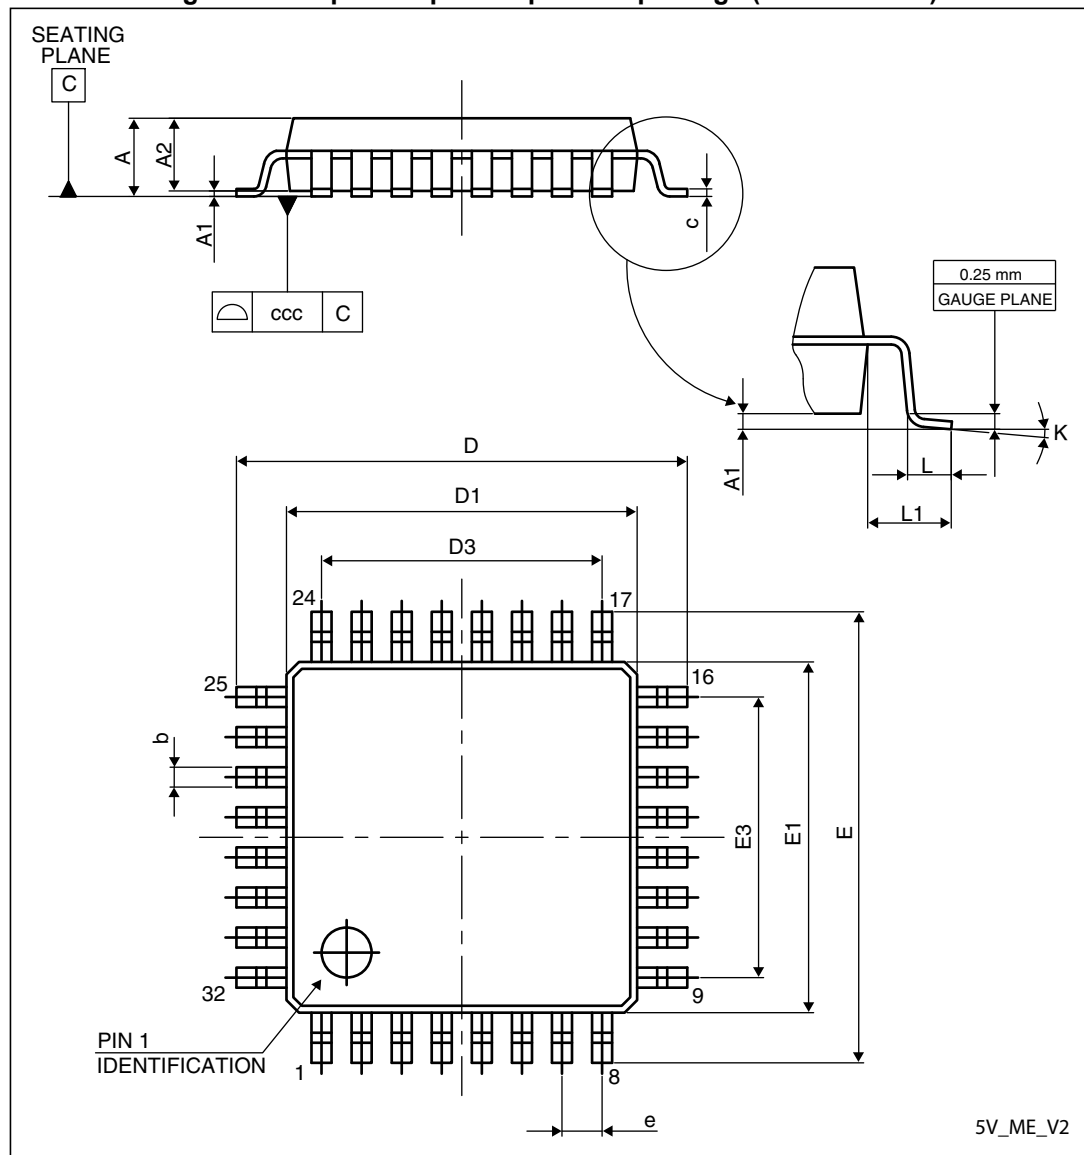 SEATING
PLANE
C
A
A2
A1
c
ccc
C
0.25 mm
GAUGE PLANE
A1
K
L
L1
D
D1
D3
24
17
25
16
b
E3
E1
E
32
9
PIN 1
IDENTIFICATION
1
8
e
5V_ME_V2